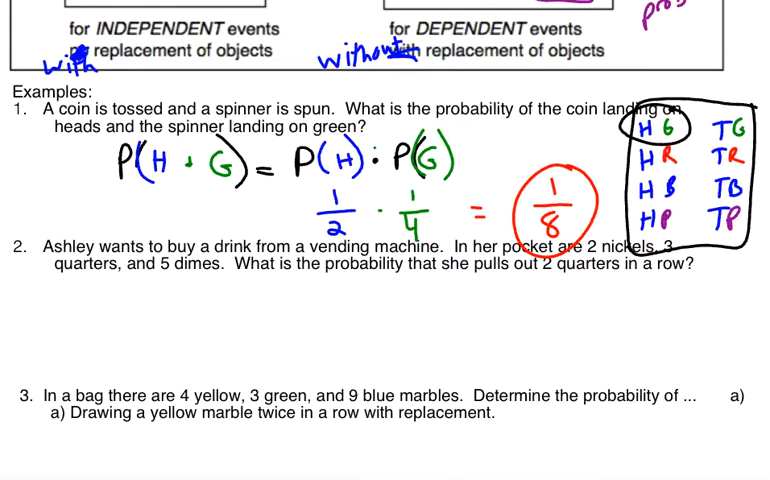 for INDEPENDENT events
replacement of objects
with
for DEPENDENT events
replacement of objects
without
Examples:
1. A coin is tossed and a spinner is spun. What is the probability of the coin landing on
heads and the spinner landing on green?
P(H + G) = P(H) · P(G)
1/2 · 1/4 = 1/8
HG TG
HR TR
HB TB
HP TP
2. Ashley wants to buy a drink from a vending machine. In her pocket are 2 nickels, 3
quarters, and 5 dimes. What is the probability that she pulls out 2 quarters in a row?
3. In a bag there are 4 yellow, 3 green, and 9 blue marbles. Determine the probability of ... a)
a) Drawing a yellow marble twice in a row with replacement.